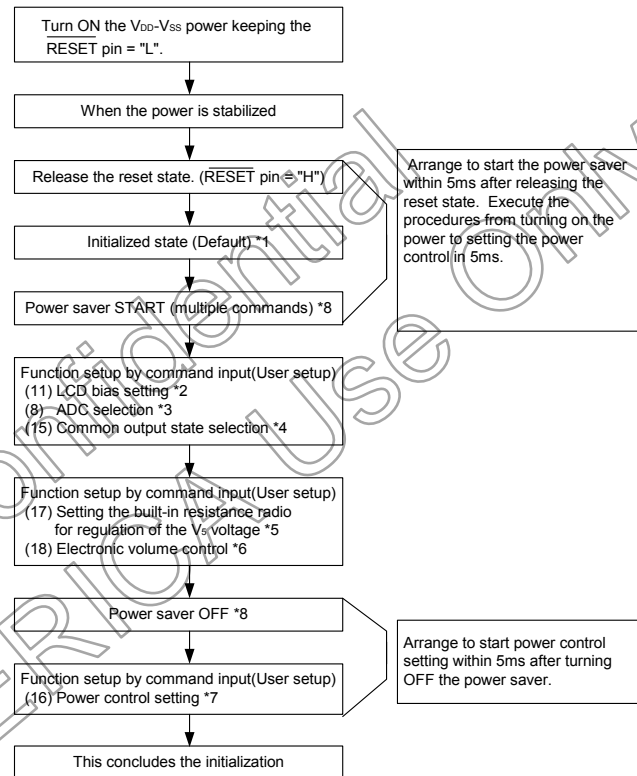 Turn ON the VDD-VSS power keeping the
RESET pin = "L".
When the power is stabilized
Release the reset state. (RESET pin = "H")
Initialized state (Default) *1
Power saver START (multiple commands) *8
Arrange to start the power saver
within 5ms after releasing the
reset state. Execute the
procedures from turning on the
power to setting the power
control in 5ms.
Function setup by command input(User setup)
(11) LCD bias setting *2
(8) ADC selection *3
(15) Common output state selection *4
Function setup by command input(User setup)
(17) Setting the built-in resistance radio
for regulation of the V5 voltage *5
(18) Electronic volume control *6
Power saver OFF *8
Function setup by command input(User setup)
(16) Power control setting *7
Arrange to start power control
setting within 5ms after turning
OFF the power saver.
This concludes the initialization
Confidential
ERICA Use Only